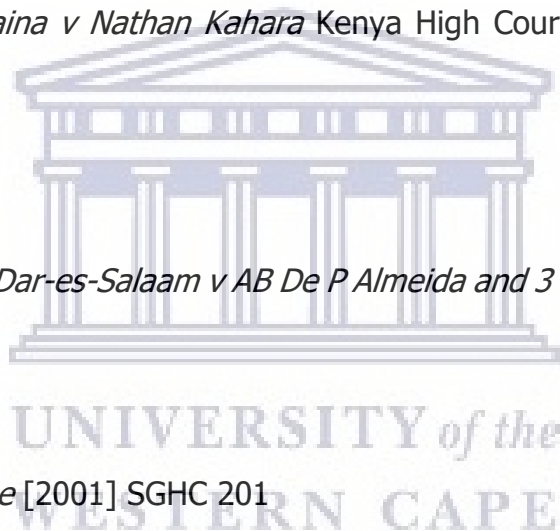 aina v Nathan Kahara Kenya High Cour
Dar-es-Salaam v AB De P Almeida and 3
UNIVERSITY of the
e [2001] SGHC 201
WESTERN CAPE